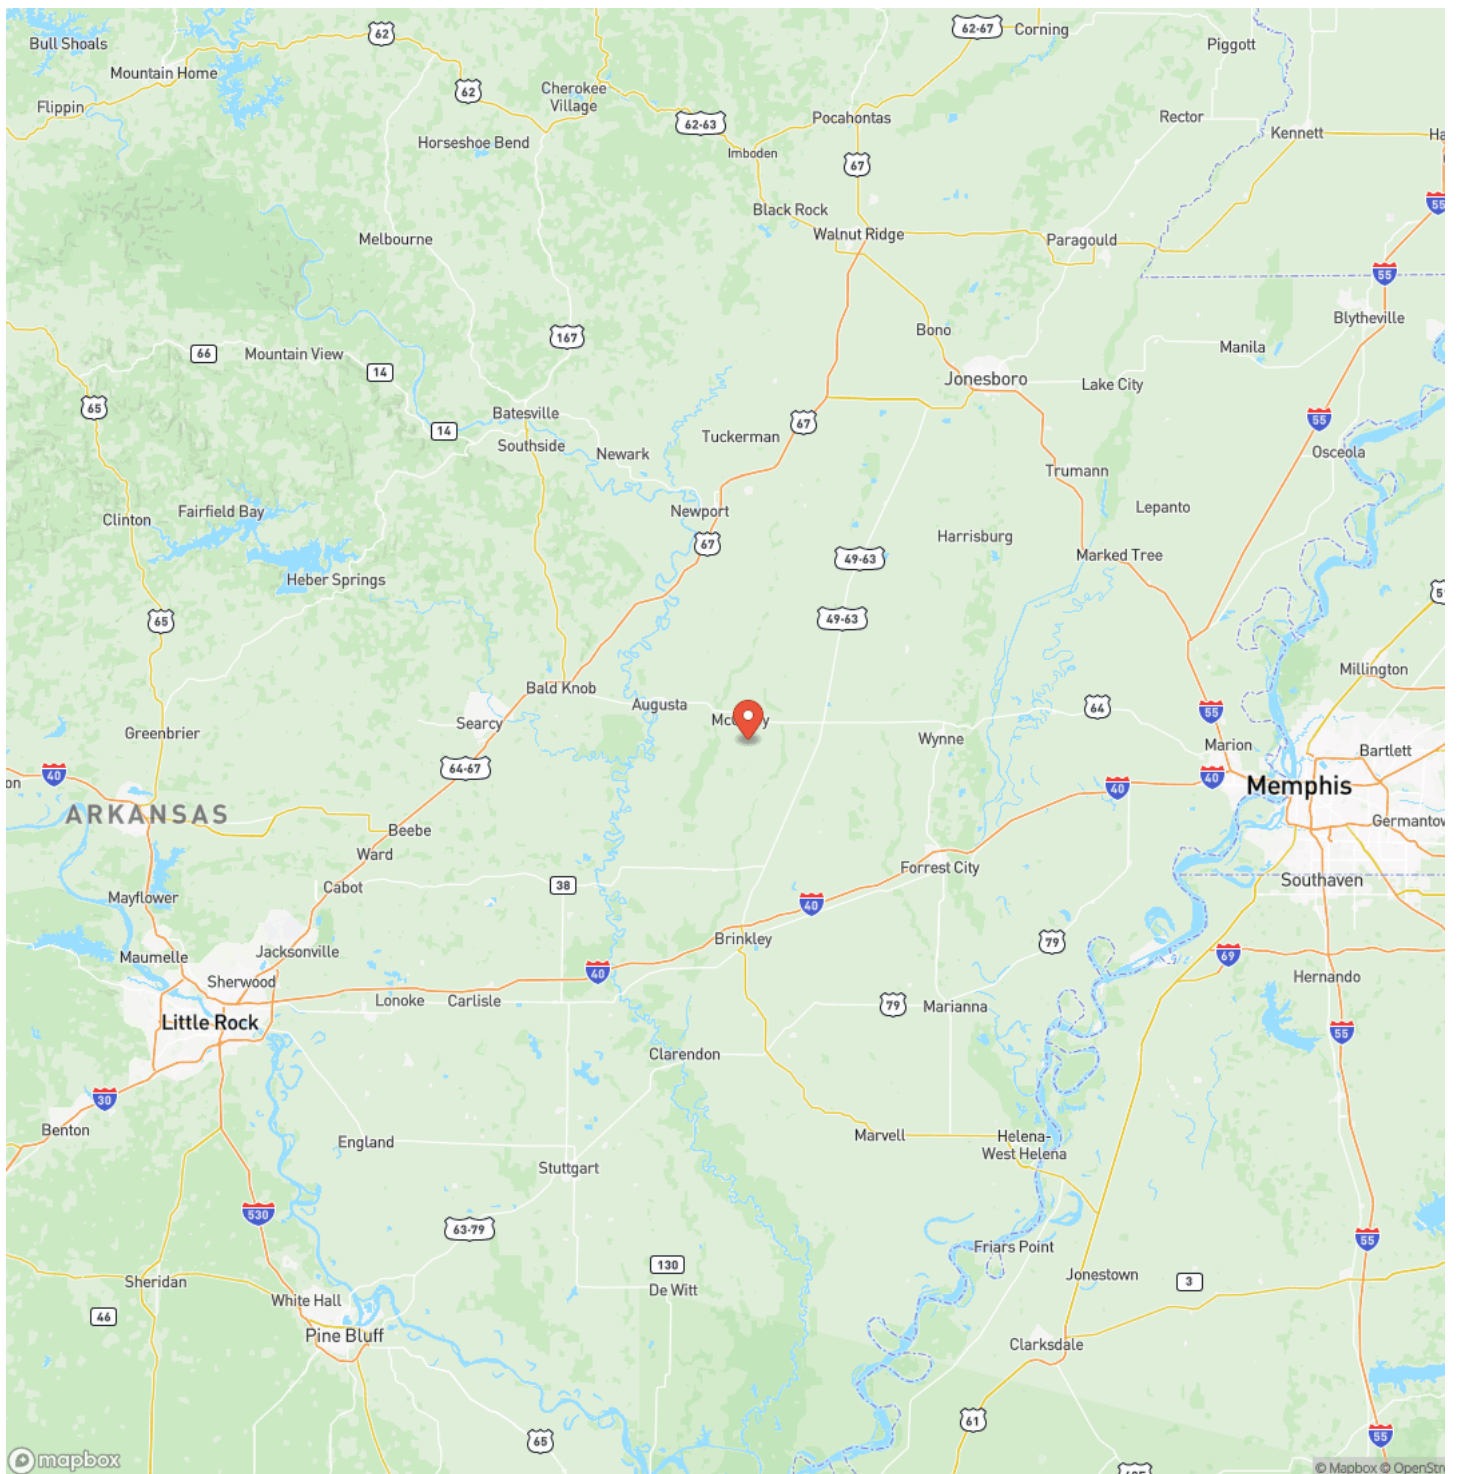 62
62-67
Corning
Bull Shoals
Piggott
Mountain Home
62
Cherokee
Village
Flippin
Pocahontas
Rector
62-63
Kennett
Horseshoe Bend
Imboden
67
55
Black Rock
Walnut Ridge
Melbourne
Paragould
55
Blytheville
Bono
167
Manila
66
Mountain View
14
Jonesboro
Lake City
65
Batesville
67
55
14
Tuckerman
Southside
Newark
Osceola
Trumann
Newport
Lepanto
Fairfield Bay
Clinton
Harrisburg
67
49-63
Marked Tree
Heber Springs
65
49-63
Millington
Bald Knob
Augusta
64
55
Searcy
Greenbrier
Wynne
Marion
Bartlett
64-67
40
40
40
Memphis
ARKANSAS
Germantow
Beebe
Ward
Forrest City
Cabot
38
Southaven
Mayflower
40
Brinkley
79
Jacksonville
Maumelle
69
40
Sherwood
Hernando
Lonoke
Carlisle
79
Marianna
Little Rock
55
Clarendon
30
Benton
Marvell
Helena-
West Helena
England
Stuttgart
530
63-79
55
Friars Point
130
Jonestown
3
Sheridan
De Witt
White Hall
46
Pine Bluff
Clarksdale
61
65
55
mapbox
© Mapbox © OpenStr